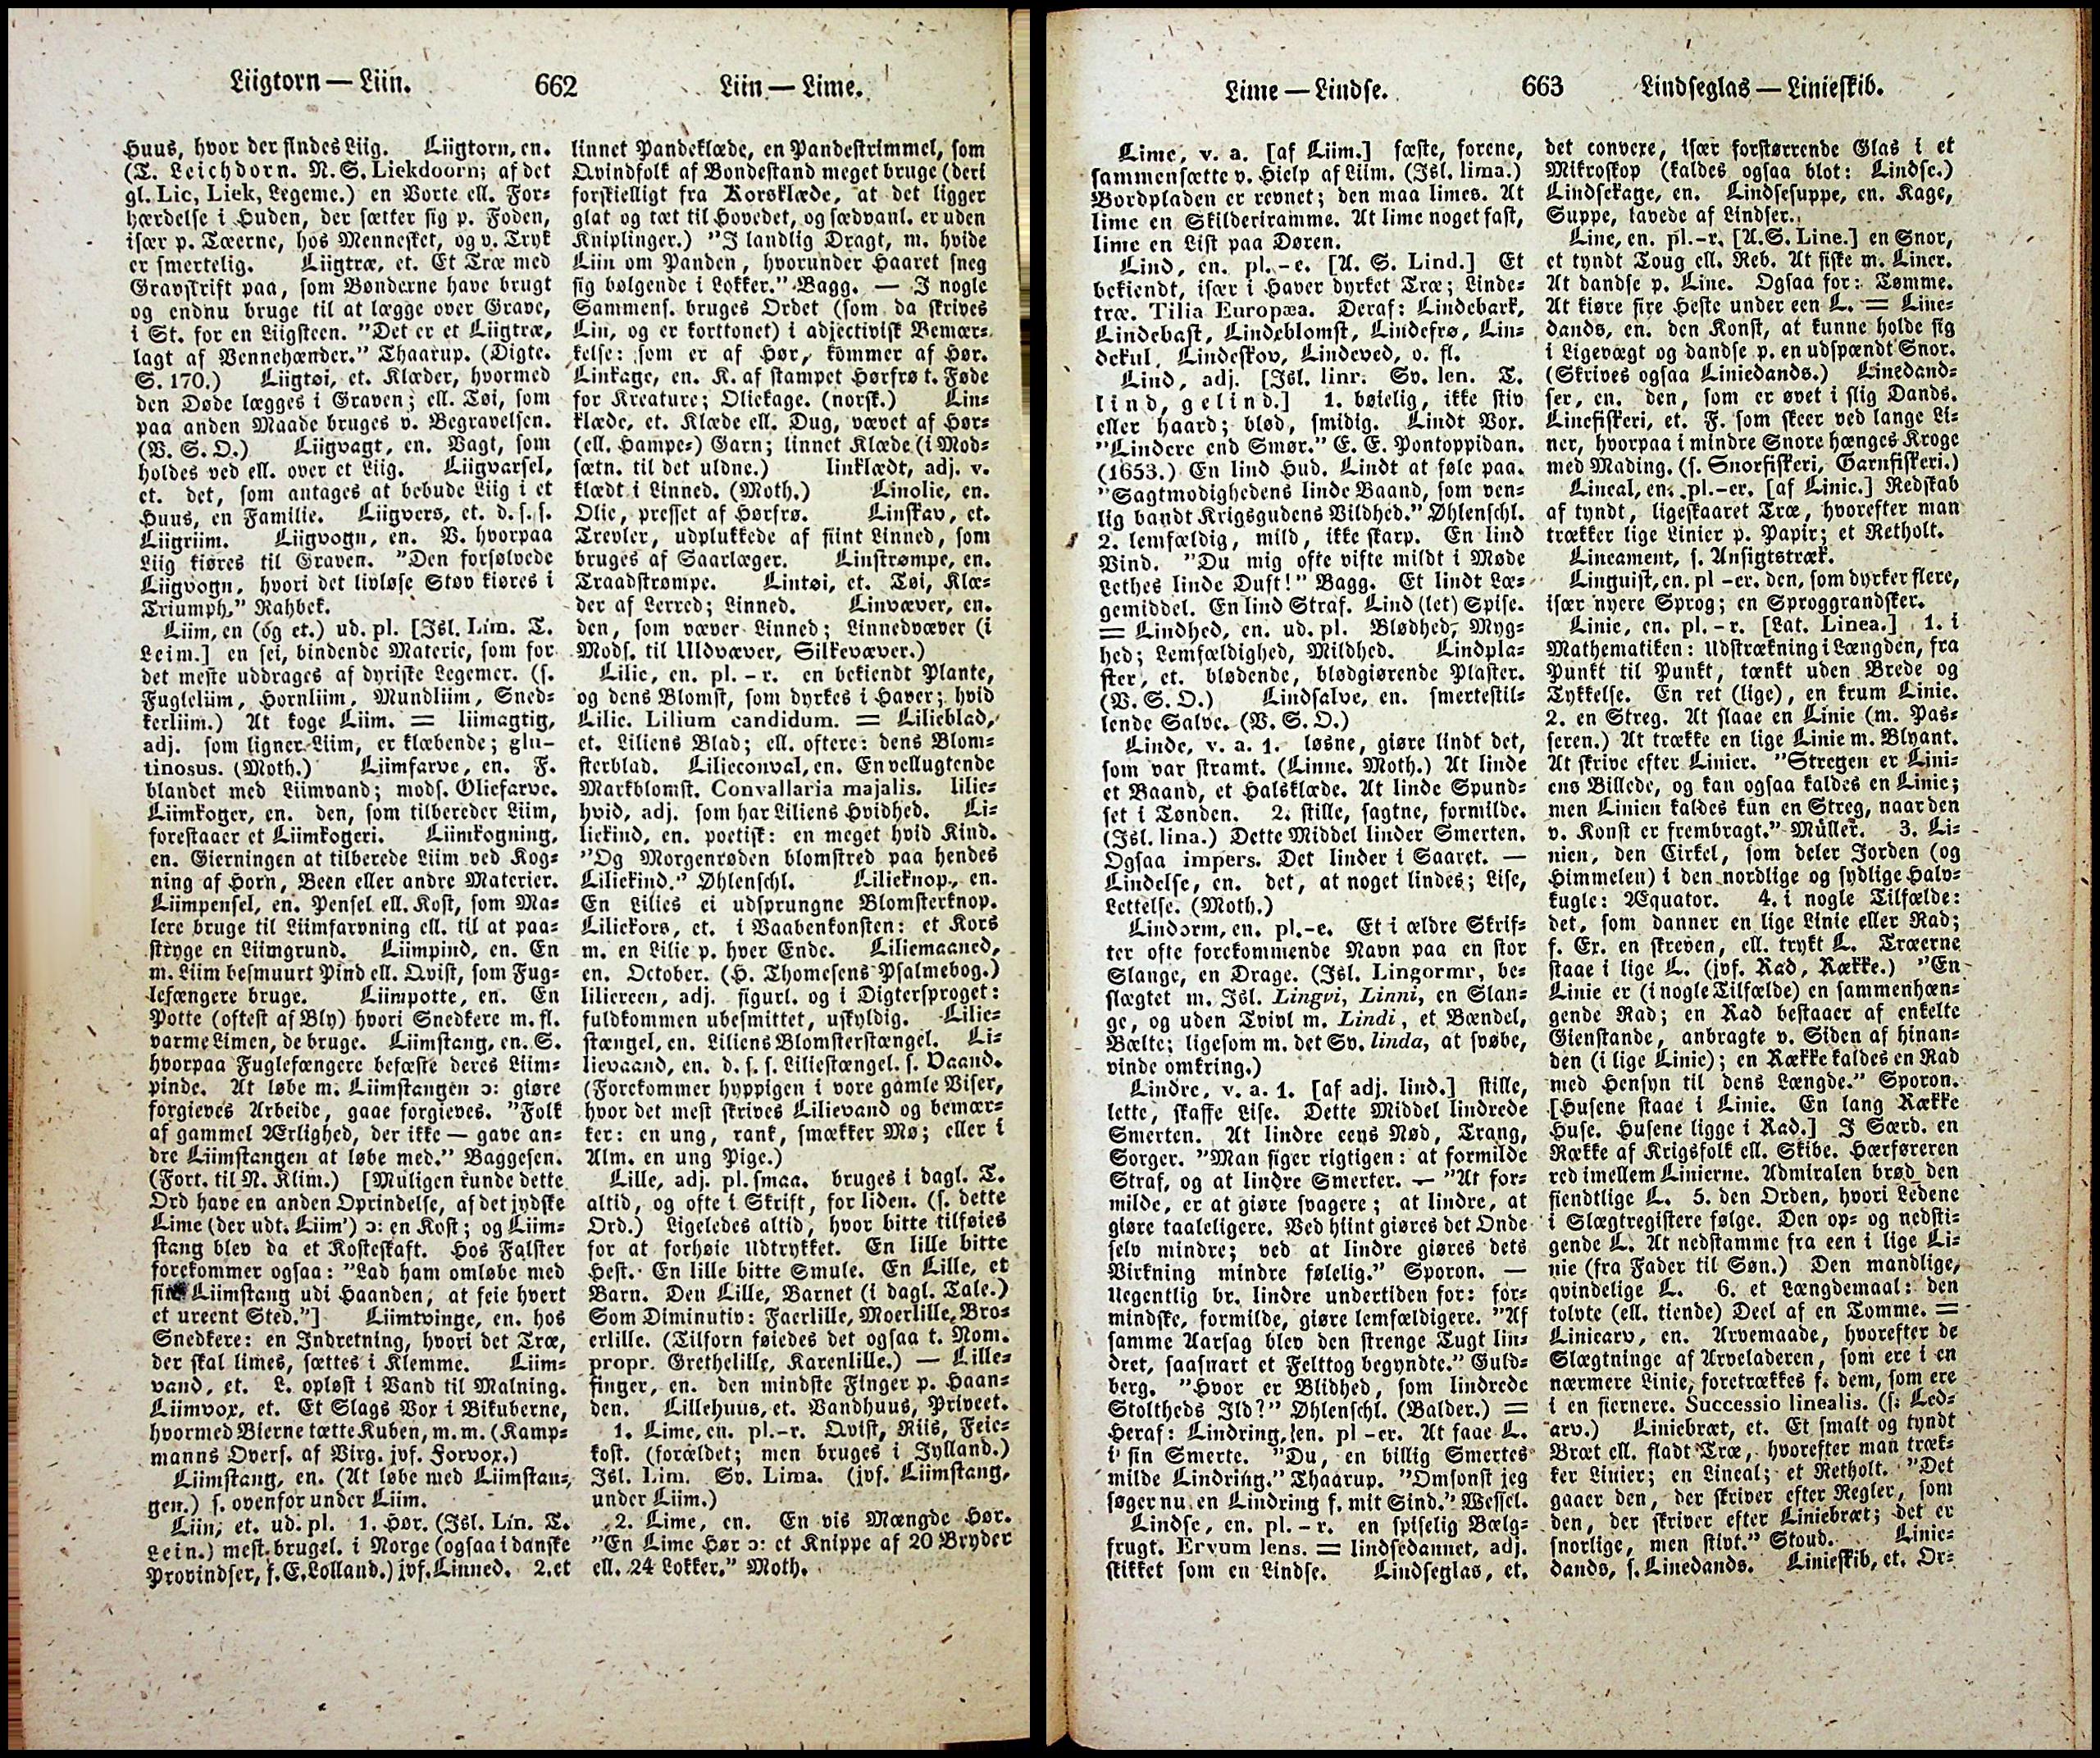 Liigtorn — Liin.
662
Liin — Lime.
Huus, hvor der findes Liig. Liigtorn, en.
(T. Leichdorn. N. S. Liekdoorn; af det
gl. Lic, Liek, Legeme.) en Vorte ell. For-
hærdelse i Huden, der sætter sig p. Foden,
især p. Tæerne, hos Mennesket, og v. Tryk
er smertelig. Liigtræ, et. Et Træ med
Gravskrift paa, som Bønderne have brugt
og endnu bruge til at lægge over Grave,
i St. for en Liigsteen. "Det er et Liigtræ,
lagt af Vennehænder." Thaarup. (Digte.
S. 170.) Liigtøi, et. Klæder, hvormed
den Døde lægges i Graven; ell. Tøi, som
paa anden Maade bruges v. Begravelsen.
(V. S. O.) Liigvagt, en. Vagt, som
holdes ved ell. over et Liig. Liigvarsel,
et. det, som antages at bebude Liig i et
Huus, en Familie. Liigvers, et. d. s. s.
Liigriim. Liigvogn, en. V. hvorpaa
Liig kiøres til Graven. "Den forsølvede
Liigvogn, hvori det livløse Støv kiøres i
Triumph." Rahbek.
Liim, en (og et.) ud. pl. [Isl. Lim. T.
Leim.] en sei, bindende Materie, som for
det meste uddrages af dyriske Legemer. (s.
Fugleliim, Hornliim, Mundliim, Sned-
kerliim.) At koge Liim. = liimagtig,
adj. som ligner Liim, er klæbende; glu-
tinosus. (Moth.) Liimfarve, en. F.
blandet med Liimvand; mods. Oliefarve.
Liimkoger, en. den, som tilbereder Liim,
forestaaer et Liimkogeri. Liimkogning,
en. Gierningen at tilberede Liim ved Kog-
ning af Horn, Been eller andre Materier.
Liimpensel, en. Pensel ell. Kost, som Ma-
lere bruge til Liimfarvning ell. til at paa-
stryge en Liimgrund. Liimpind, en. En
m. Liim besmuurt Pind ell. Qvist, som Fug-
lefængere bruge. Liimpotte, en. En
Potte (oftest af Bly) hvori Snedkere m. fl.
varme Limen, de bruge. Liimstang, en. S.
hvorpaa Fuglefængere befæste deres Liim-
pinde. At løbe m. Liimstangen ɔ: giøre
forgieves Arbeide, gaae forgieves. "Folk
af gammel Ærlighed, der ikke — gave an-
dre Liimstangen at løbe med." Baggesen.
(Fort. til N. Klim.) [Muligen kunde dette
Ord have en anden Oprindelse, af det jydske
Lime (der udt. Liim') ɔ: en Kost; og Liim-
stang blev da et Kosteskaft. Hos Falster
forekommer ogsaa: "Lad ham omløbe med
sin Liimstang udi Haanden, at feie hvert
et ureent Sted."] Liimtvinge, en. hos
Snedkere: en Indretning, hvori det Træ,
der skal limes, sættes i Klemme. Liim-
vand, et. L. opløst i Vand til Malning.
Liimvox, et. Et Slags Vox i Bikuberne,
hvormed Bierne tætte Kuben, m. m. (Kamp-
manns Overs. af Virg. jvf. Forvox.)
Liimstang, en. (At løbe med Liimstan-
gen.) s. ovenfor under Liim.
Liin, et. ud. pl. 1. Hør. (Isl. Lin. T.
Lein.) mest brugel. i Norge (ogsaa i danske
Provindser, f. E. Lolland.) jvf. Linned. 2. et
linnet Pandeklæde, en Pandestrimmel, som
Qvindfolk af Bondestand meget bruge (deri
forskielligt fra Korsklæde, at det ligger
glat og tæt til Hovedet, og sædvanl. er uden
Kniplinger.) "I landlig Dragt, m. hvide
Liin om Panden, hvorunder Haaret sneg
sig bølgende i Lokker." Bagg. — I nogle
Sammens. bruges Ordet (som da skrives
Lin, og er korttonet) i adjectivisk Bemær-
kelse: som er af Hør, kommer af Hør.
Linkage, en. K. af stampet Hørfrø t. Føde
for Kreature; Oliekage. (norsk.) Lin-
klæde, et. Klæde ell. Dug, vævet af Hør-
(ell. Hampe-) Garn; linnet Klæde (i Mod-
sætn. til det uldne.) linklædt, adj. v.
klædt i Linned. (Moth.) Linolie, en.
Olie, presset af Hørfrø. Linskav, et.
Trevler, udplukkede af fiint Linned, som
bruges af Saarlæger. Linstrømpe, en.
Traadstrømpe. Lintøi, et. Tøi, Klæ-
der af Lerred; Linned. Linvæver, en.
den, som væver Linned; Linnedvæver (i
Mods. til Uldvæver, Silkevæver.)
Lilie, en. pl. - r. en bekiendt Plante,
og dens Blomst, som dyrkes i Haver; hvid
Lilie. Lilium candidum. = Lilieblad,
et. Liliens Blad; ell. oftere: dens Blom-
sterblad. Lilieconval, en. En vellugtende
Markblomst. Convallaria majalis. lilie-
hvid, adj. som har Liliens Hvidhed. Li-
liekind, en. poetisk: en meget hvid Kind.
"Og Morgenrøden blomstred paa hendes
Liliekind." Øhlenschl. Lilieknop, en.
En Lilies ei udsprungne Blomsterknop.
Liliekors, et. i Vaabenkonsten: et Kors
m. en Lilie p. hver Ende. Liliemaaned,
en. October. (H. Thomesens Psalmebog.)
liliereen, adj. figurl. og i Digtersproget:
fuldkommen ubesmittet, uskyldig. Lilie-
stængel, en. Liliens Blomsterstængel. Li-
lievaand, en. d. s. s. Liliestængel. s. Vaand.
(Forekommer hyppigen i vore gamle Viser,
hvor det mest skrives Lilievand og bemær-
ker: en ung, rank, smækker Mø; eller i
Alm. en ung Pige.)
Lille, adj. pl. smaa. bruges i dagl. T.
altid, og ofte i Skrift, for liden. (s. dette
Ord.) Ligeledes altid, hvor bitte tilføies
for at forhøie Udtrykket. En lille bitte
Hest. En lille bitte Smule. En Lille, et
Barn. Den Lille, Barnet (i dagl. Tale.)
Som Diminutiv: Faerlille, Moerlille, Bro-
erlille. (Tilforn føiedes det ogsaa t. Nom.
propr. Grethelille, Karenlille.) — Lille-
finger, en. den mindste Finger p. Haan-
den. Lillehuus, et. Vandhuus, Priveet.
1. Lime, en. pl.-r. Qvist, Riis, Feie-
kost. (forældet; men bruges i Jylland.)
Isl. Lim. Sv. Lima. (jvf. Liimstang,
under Liim.)
2. Lime, en. En vis Mængde Hør.
"En Lime Hør ɔ: et Knippe af 20 Bryder
ell. 24 Lokker." Moth.
Lime — Lindse.
663
Lindseglas — Linieskib.
Lime, v. a. [af Liim.] fæste, forene,
sammensætte v. Hielp af Liim. (Isl. lima.)
Bordpladen er revnet; den maa limes. At
lime en Skilderiramme. At lime noget fast,
lime en List paa Døren.
Lind, en. pl. - e. [A. S. Lind.] Et
bekiendt, især i Haver dyrket Træ; Linde-
træ. Tilia Europæa. Deraf: Lindebark,
Lindebast, Lindeblomst, Lindefrø, Lin-
dekul, Lindeskov, Lindeved, o. fl.
Lind, adj. [Isl. linr. Sv. len. T.
lind, gelind.] 1. bøielig, ikke stiv
eller haard; blød, smidig. Lindt Vox.
"Lindere end Smør." E. E. Pontoppidan.
(1653.) En lind Hud. Lindt at føle paa.
"Sagtmodighedens linde Baand, som ven-
lig bandt Krigsgudens Vildhed." Øhlenschl.
2. lemfældig, mild, ikke skarp. En lind
Vind. "Du mig ofte vifte mildt i Møde
Lethes linde Duft!" Bagg. Et lindt Læ-
gemiddel. En lind Straf. Lind (let) Spise.
= Lindhed, en. ud. pl. Blødhed, Myg-
hed; Lemfældighed, Mildhed. Lindpla-
ster, et. blødende, blødgiørende Plaster.
(V. S. O.) Lindsalve, en. smertestil-
lende Salve. (V. S. O.)
Linde, v. a. 1. løsne, giøre lindt det,
som var stramt. (Linne. Moth.) At linde
et Baand, et Halsklæde. At linde Spund-
set i Tønden. 2. stille, sagtne, formilde.
(Isl. lina.) Dette Middel linder Smerten.
Ogsaa impers. Det linder i Saaret. —
Lindelse, en. det, at noget lindes; Lise,
Lettelse. (Moth.)
Lindorm, en. pl.-e. Et i ældre Skrif-
ter ofte forekommende Navn paa en stor
Slange, en Drage. (Isl. Lingormr, be-
slægtet m. Isl. Lingvi, Linni, en Slan-
ge, og uden Tvivl m. Lindi, et Bændel,
Bælte; ligesom m. det Sv. linda, at svøbe,
vinde omkring.)
Lindre, v. a. 1. [af adj. lind.] stille,
lette, skaffe Lise. Dette Middel lindrede
Smerten. At lindre eens Nød, Trang,
Sorger. "Man siger rigtigen: at formilde
Straf, og at lindre Smerter. — "At for-
milde, er at giøre svagere; at lindre, at
giøre taaleligere. Ved hiint giøres det Onde
selv mindre; ved at lindre giøres dets
Virkning mindre følelig." Sporon. —
Uegentlig br. lindre undertiden for: for-
mindske, formilde, giøre lemfældigere. "Af
samme Aarsag blev den strenge Tugt lin-
dret, saasnart et Felttog begyndte." Guld-
berg. "Hvor er Blidhed, som lindrede
Stoltheds Ild?" Øhlenschl. (Balder.) =
Heraf: Lindring, en. pl -er. At faae L.
i sin Smerte. "Du, en billig Smertes
milde Lindring." Thaarup. "Omsonst jeg
søger nu en Lindring f. mit Sind." Wessel.
Lindse, en. pl. - r. en spiselig Bælg-
frugt. Ervum lens. = lindsedannet, adj.
skikket som en Lindse. Lindseglas, et.
det convexe, især forstørrende Glas i et
Mikroskop (kaldes ogsaa blot: Lindse.)
Lindsekage, en. Lindsesuppe, en. Kage,
Suppe, lavede af Lindser.
Line, en. pl.-r. [A.S. Line.] en Snor,
et tyndt Toug ell. Reb. At fiske m. Liner.
At dandse p. Line. Ogsaa for: Tømme.
At kiøre fire Heste under een L. = Line-
dands, en. den Konst, at kunne holde sig
i Ligevægt og dandse p. en udspændt Snor.
(Skrives ogsaa Liniedands.) Linedand-
ser, en. den, som er øvet i slig Dands.
Linefiskeri, et. F. som skeer ved lange Li-
ner, hvorpaa i mindre Snore hænges Kroge
med Mading. (s. Snorfiskeri, Garnfiskeri.)
Lineal, en. pl.-er. [af Linie.] Redskab
af tyndt, ligeskaaret Træ, hvorefter man
trækker lige Linier p. Papir; et Retholt.
Lineament, s. Ansigtstræk.
Linguist, en. pl -er. den, som dyrker flere,
især nyere Sprog; en Sproggrandsker.
Linie, en. pl. - r. [Lat. Linea.] 1. i
Mathematiken: Udstrækning i Længden, fra
Punkt til Punkt, tænkt uden Brede og
Tykkelse. En ret (lige), en krum Linie.
2. en Streg. At slaae en Linie (m. Pas-
seren.) At trække en lige Linie m. Blyant.
At skrive efter Linier. "Stregen er Lini-
ens Billede, og kan ogsaa kaldes en Linie;
men Linien kaldes kun en Streg, naar den
v. Konst er frembragt." Müller. 3. Li-
nien, den Cirkel, som deler Jorden (og
Himmelen) i den nordlige og sydlige Halv-
kugle: Æquator. 4. i nogle Tilfælde:
det, som danner en lige Linie eller Rad;
f. Ex. en skreven, ell. trykt L. Træerne
staae i lige L. (jvf. Rad, Række.) "En
Linie er (i nogle Tilfælde) en sammenhæn-
gende Rad; en Rad bestaaer af enkelte
Gienstande, anbragte v. Siden af hinan-
den (i lige Linie); en Række kaldes en Rad
med Hensyn til dens Længde." Sporon.
[Husene staae i Linie. En lang Række
Huse. Husene ligge i Rad.] I Særd. en
Række af Krigsfolk ell. Skibe. Hærføreren
red imellem Linierne. Admiralen brød den
fiendtlige L. 5. den Orden, hvori Ledene
i Slægtregistere følge. Den op- og nedsti-
gende L. At nedstamme fra een i lige Li-
nie (fra Fader til Søn.) Den mandlige,
qvindelige L. 6. et Længdemaal: den
tolvte (ell. tiende) Deel af en Tomme. =
Liniearv, en. Arvemaade, hvorefter de
Slægtninge af Arveladeren, som ere i en
nærmere Linie, foretrækkes f. dem, som ere
i en fiernere. Successio linealis. (s. Led-
arv.) Liniebræt, et. Et smalt og tyndt
Bræt ell. fladt Træ, hvorefter man træk-
ker Linier; en Lineal; et Retholt. "Det
gaaer den, der skriver efter Regler, som
den, der skriver efter Liniebræt; det er
snorlige, men stivt." Stoud. Linie-
dands, s. Linedands. Linieskib, et. Or-